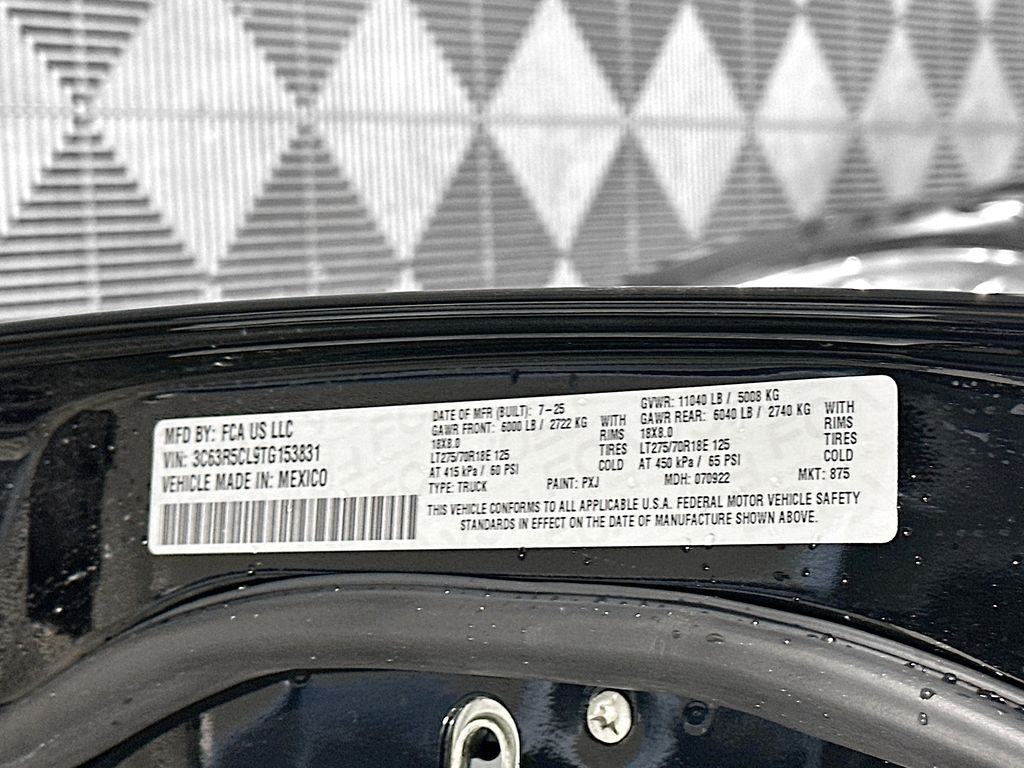 MFD BY: FCA US LLC
VIN: 3C63R5CL9TG153831
VEHICLE MADE IN: MEXICO
DATE OF MFR (BUILT): 7-25
GAWR FRONT: 6000 LB / 2722 KG WITH
18X8.0 RIMS
LT275/70R18E 125 TIRES
AT 415 kPa / 60 PSI COLD
TYPE: TRUCK PAINT: PXJ
GVWR: 11040 LB / 5008 KG
GAWR REAR: 6040 LB / 2740 KG WITH
18X8.0 RIMS
LT275/70R18E 125 TIRES
AT 450 kPa / 65 PSI COLD
MDH: 070922 MKT: 875
THIS VEHICLE CONFORMS TO ALL APPLICABLE U.S.A. FEDERAL MOTOR VEHICLE SAFETY
STANDARDS IN EFFECT ON THE DATE OF MANUFACTURE SHOWN ABOVE.